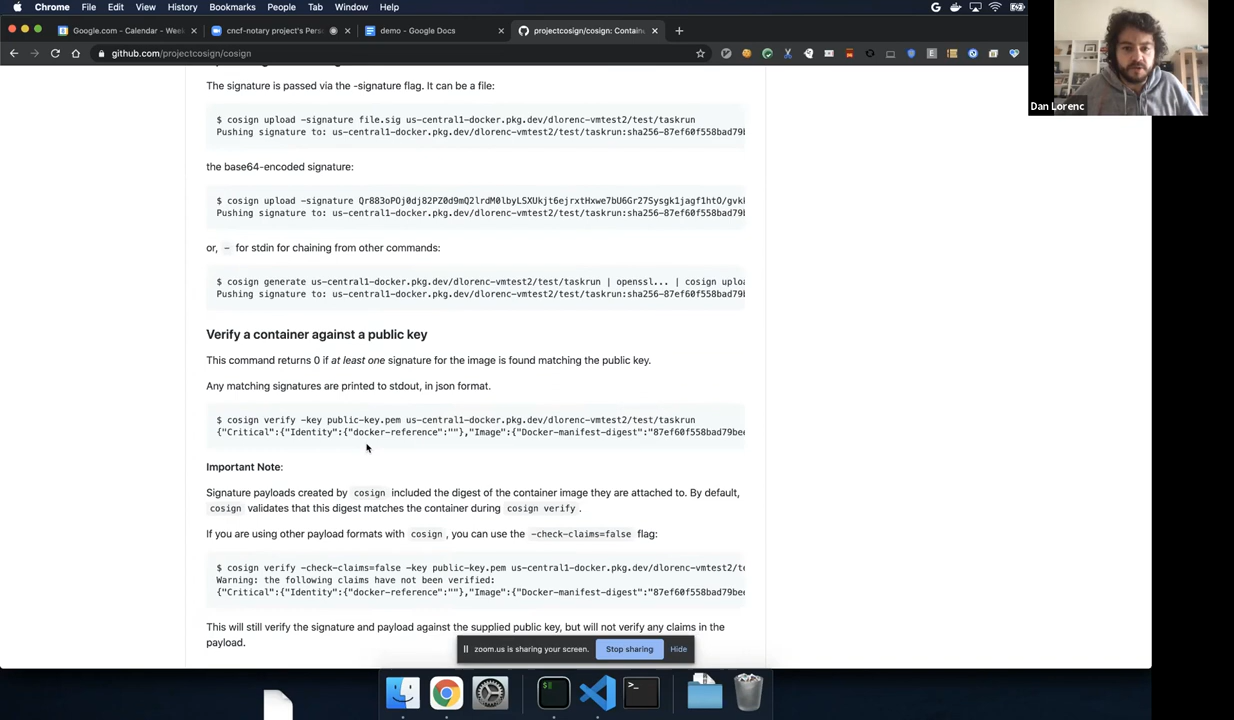 Chrome File Edit View History Bookmarks People Tab Window Help
Google.com - Calendar - Week
cncf-notary project's Pers
demo - Google Docs
projectcosign/cosign: Contain
github.com/projectcosign/cosign
Dan Lorenc
The signature is passed via the -signature flag. It can be a file:
$ cosign upload -signature file.sig us-central1-docker.pkg.dev/dlorenc-vmtest2/test/taskrun
Pushing signature to: us-central1-docker.pkg.dev/dlorenc-vmtest2/test/taskrun:sha256-87ef60f558bad79b
the base64-encoded signature:
$ cosign upload -signature
Pushing signature to: us-central1-docker.pkg.dev/dlorenc-vmtest2/test/taskrun:sha256-87ef60f558bad79b
or, - for stdin for chaining from other commands:
$ cosign generate us-central1-docker.pkg.dev/dlorenc-vmtest2/test/taskrun | openssl... | cosign uploa
Pushing signature to: us-central1-docker.pkg.dev/dlorenc-vmtest2/test/taskrun:sha256-87ef60f558bad79b
Verify a container against a public key
This command returns 0 if at least one signature for the image is found matching the public key.
Any matching signatures are printed to stdout, in json format.
$ cosign verify -key public-key.pem us-central1-docker.pkg.dev/dlorenc-vmtest2/test/taskrun
{"Critical":{"Identity":{"docker-reference":""},"Image":{"Docker-manifest-digest":"87ef60f558bad79bee
Important Note:
Signature payloads created by cosign included the digest of the container image they are attached to. By default,
cosign validates that this digest matches the container during cosign verify.
If you are using other payload formats with cosign, you can use the -check-claims=false flag:
$ cosign verify -check-claims=false -key public-key.pem us-central1-docker.pkg.dev/dlorenc-vmtest2/te
Warning: the following claims have not been verified:
{"Critical":{"Identity":{"docker-reference":""},"Image":{"Docker-manifest-digest":"87ef60f558bad79bee
This will still verify the signature and payload against the supplied public key, but will not verify any claims in the
payload.
zoom.us is sharing your screen. Stop sharing Hide